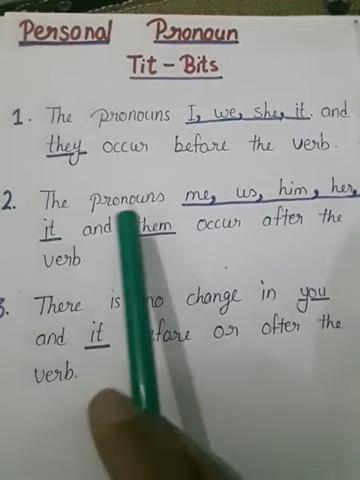 Personal Pronoun
Tit-Bits
1. The pronouns I, we, she, it and
they occur before the verb.
2. The pronouns me, us, him, her,
it and them occur after the
verb.
3. There is no change in you
and it before or after the
verb.